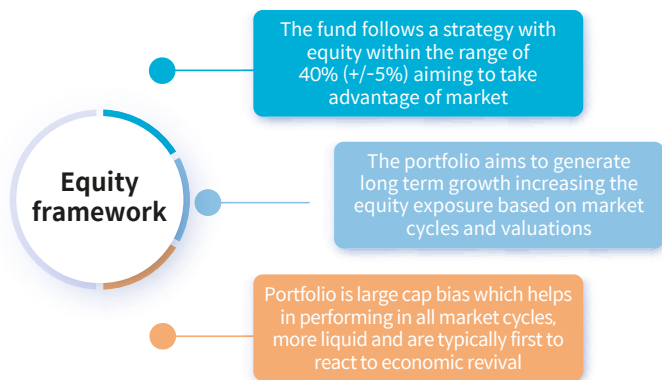 The fund follows a strategy with
equity within the range of
40% (+/-5%) aiming to take
advantage of market
Equity
framework
The portfolio aims to generate
long term growth increasing the
equity exposure based on market
cycles and valuations
Portfolio is large cap bias which helps
in performing in all market cycles,
more liquid and are typically first to
react to economic revival